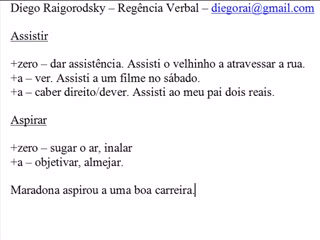 Diego Raigorodsky – Regência Verbal – diegorai@gmail.com
Assistir
+zero – dar assistência. Assisti o velhinho a atravessar a rua.
+a – ver. Assisti a um filme no sábado.
+a – caber direito/dever. Assisti ao meu pai dois reais.
Aspirar
+zero – sugar o ar, inalar
+a – objetivar, almejar.
Maradona aspirou a uma boa carreira.